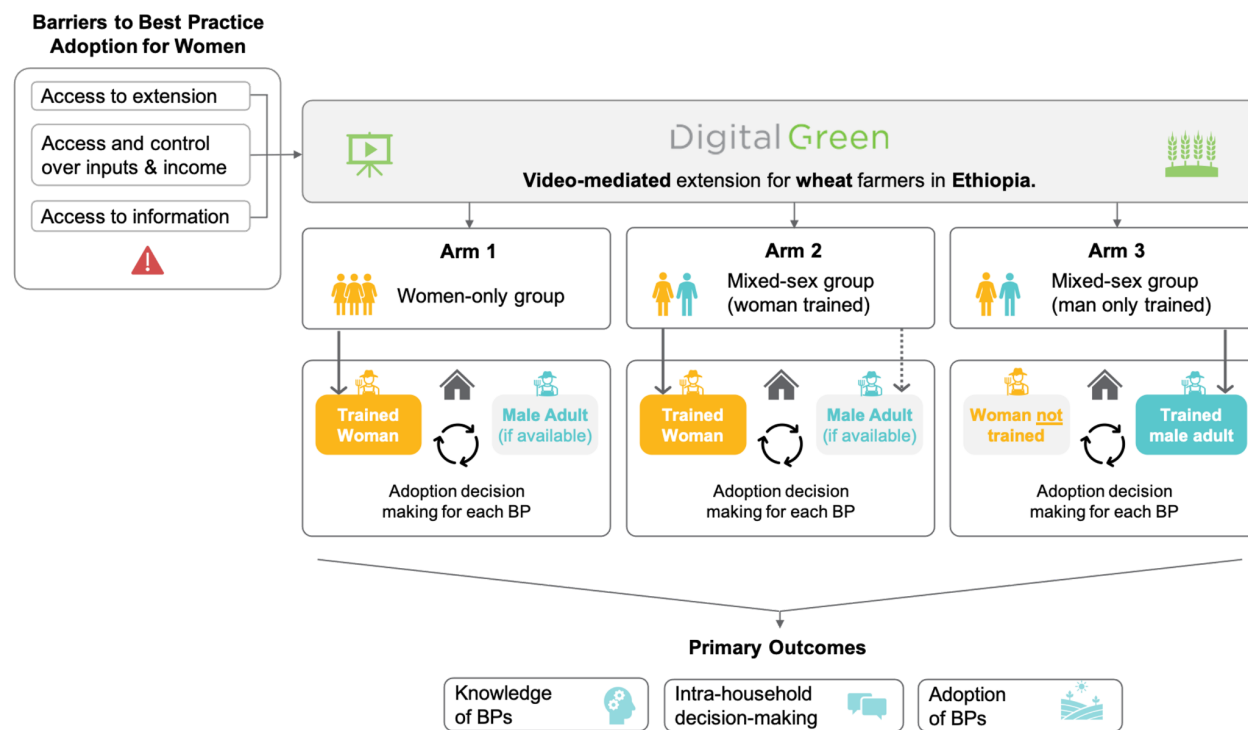 Barriers to Best Practice
Adoption for Women
Access to extension
Access and control
over inputs & income
Access to information
Digital Green
Video-mediated extension for wheat farmers in Ethiopia.
Arm 1
Women-only group
Arm 2
Mixed-sex group
(woman trained)
Arm 3
Mixed-sex group
(man only trained)
Trained
Woman
Male Adult
(if available)
Adoption decision
making for each BP
Trained
Woman
Male Adult
(if available)
Adoption decision
making for each BP
Woman not
trained
Trained
male adult
Adoption decision
making for each BP
Primary Outcomes
Knowledge
of BPs
Intra-household
decision-making
Adoption
of BPs